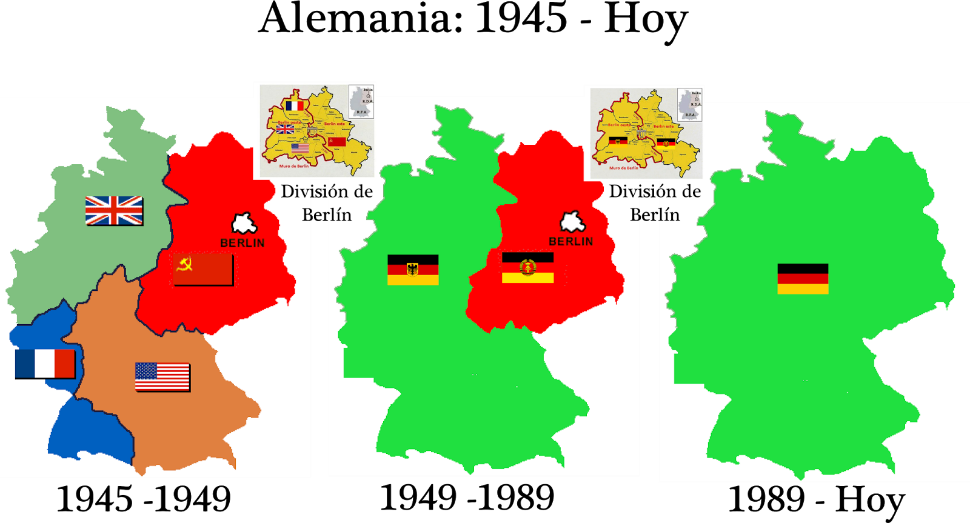 Alemania: 1945 - Hoy
División de
Berlín
División de
Berlín
BERLIN
BERLIN
1945 -1949
1949 -1989
1989 - Hoy